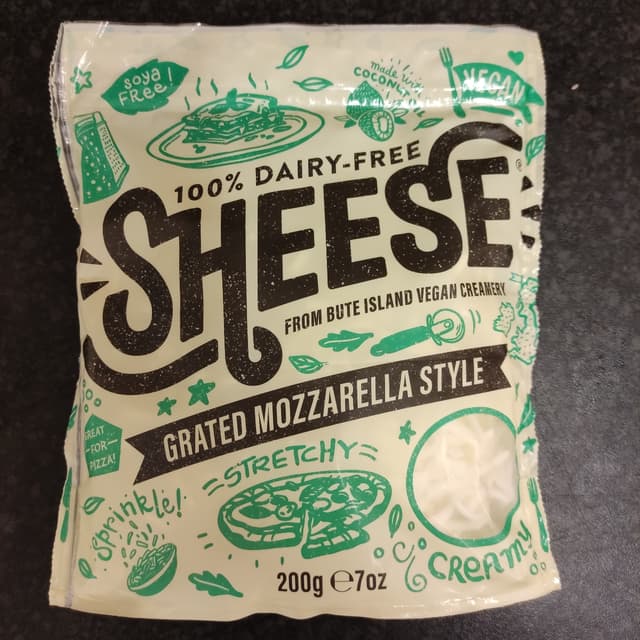 soya
FREE!
made with
COCONUT
VEGAN
100% DAIRY-FREE
SHEESE®
FROM BUTE ISLAND VEGAN CREAMERY
GRATED MOZZARELLA STYLE
GREAT
-FOR-
PIZZA!
STRETCHY
Sprinkle!
CREAMY
200g ℮7oz